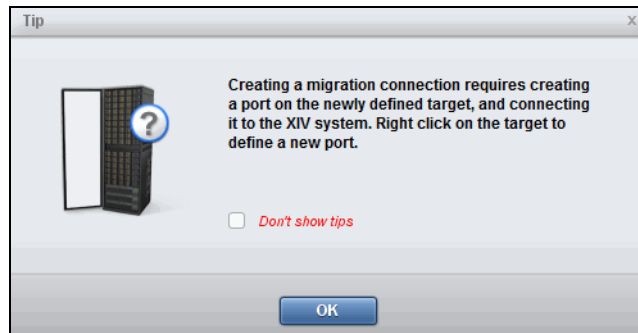 Tip
x
Creating a migration connection requires creating
a port on the newly defined target, and connecting
it to the XIV system. Right click on the target to
define a new port.
?
Don't show tips
OK